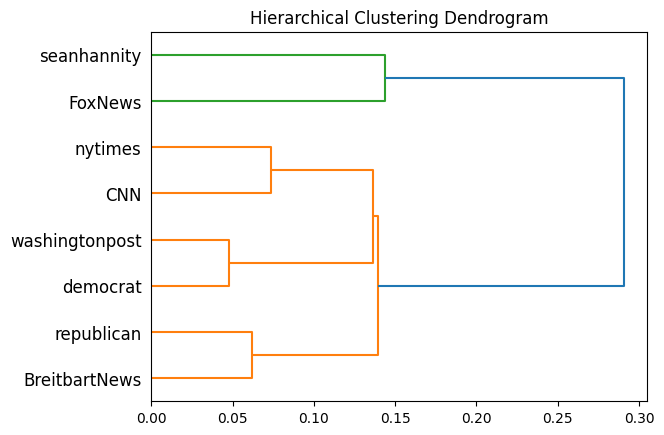 Hierarchical Clustering Dendrogram
seanhannity
FoxNews
nytimes
CNN
washingtonpost
democrat
republican
BreitbartNews
0.00 0.05 0.10 0.15 0.20 0.25 0.30